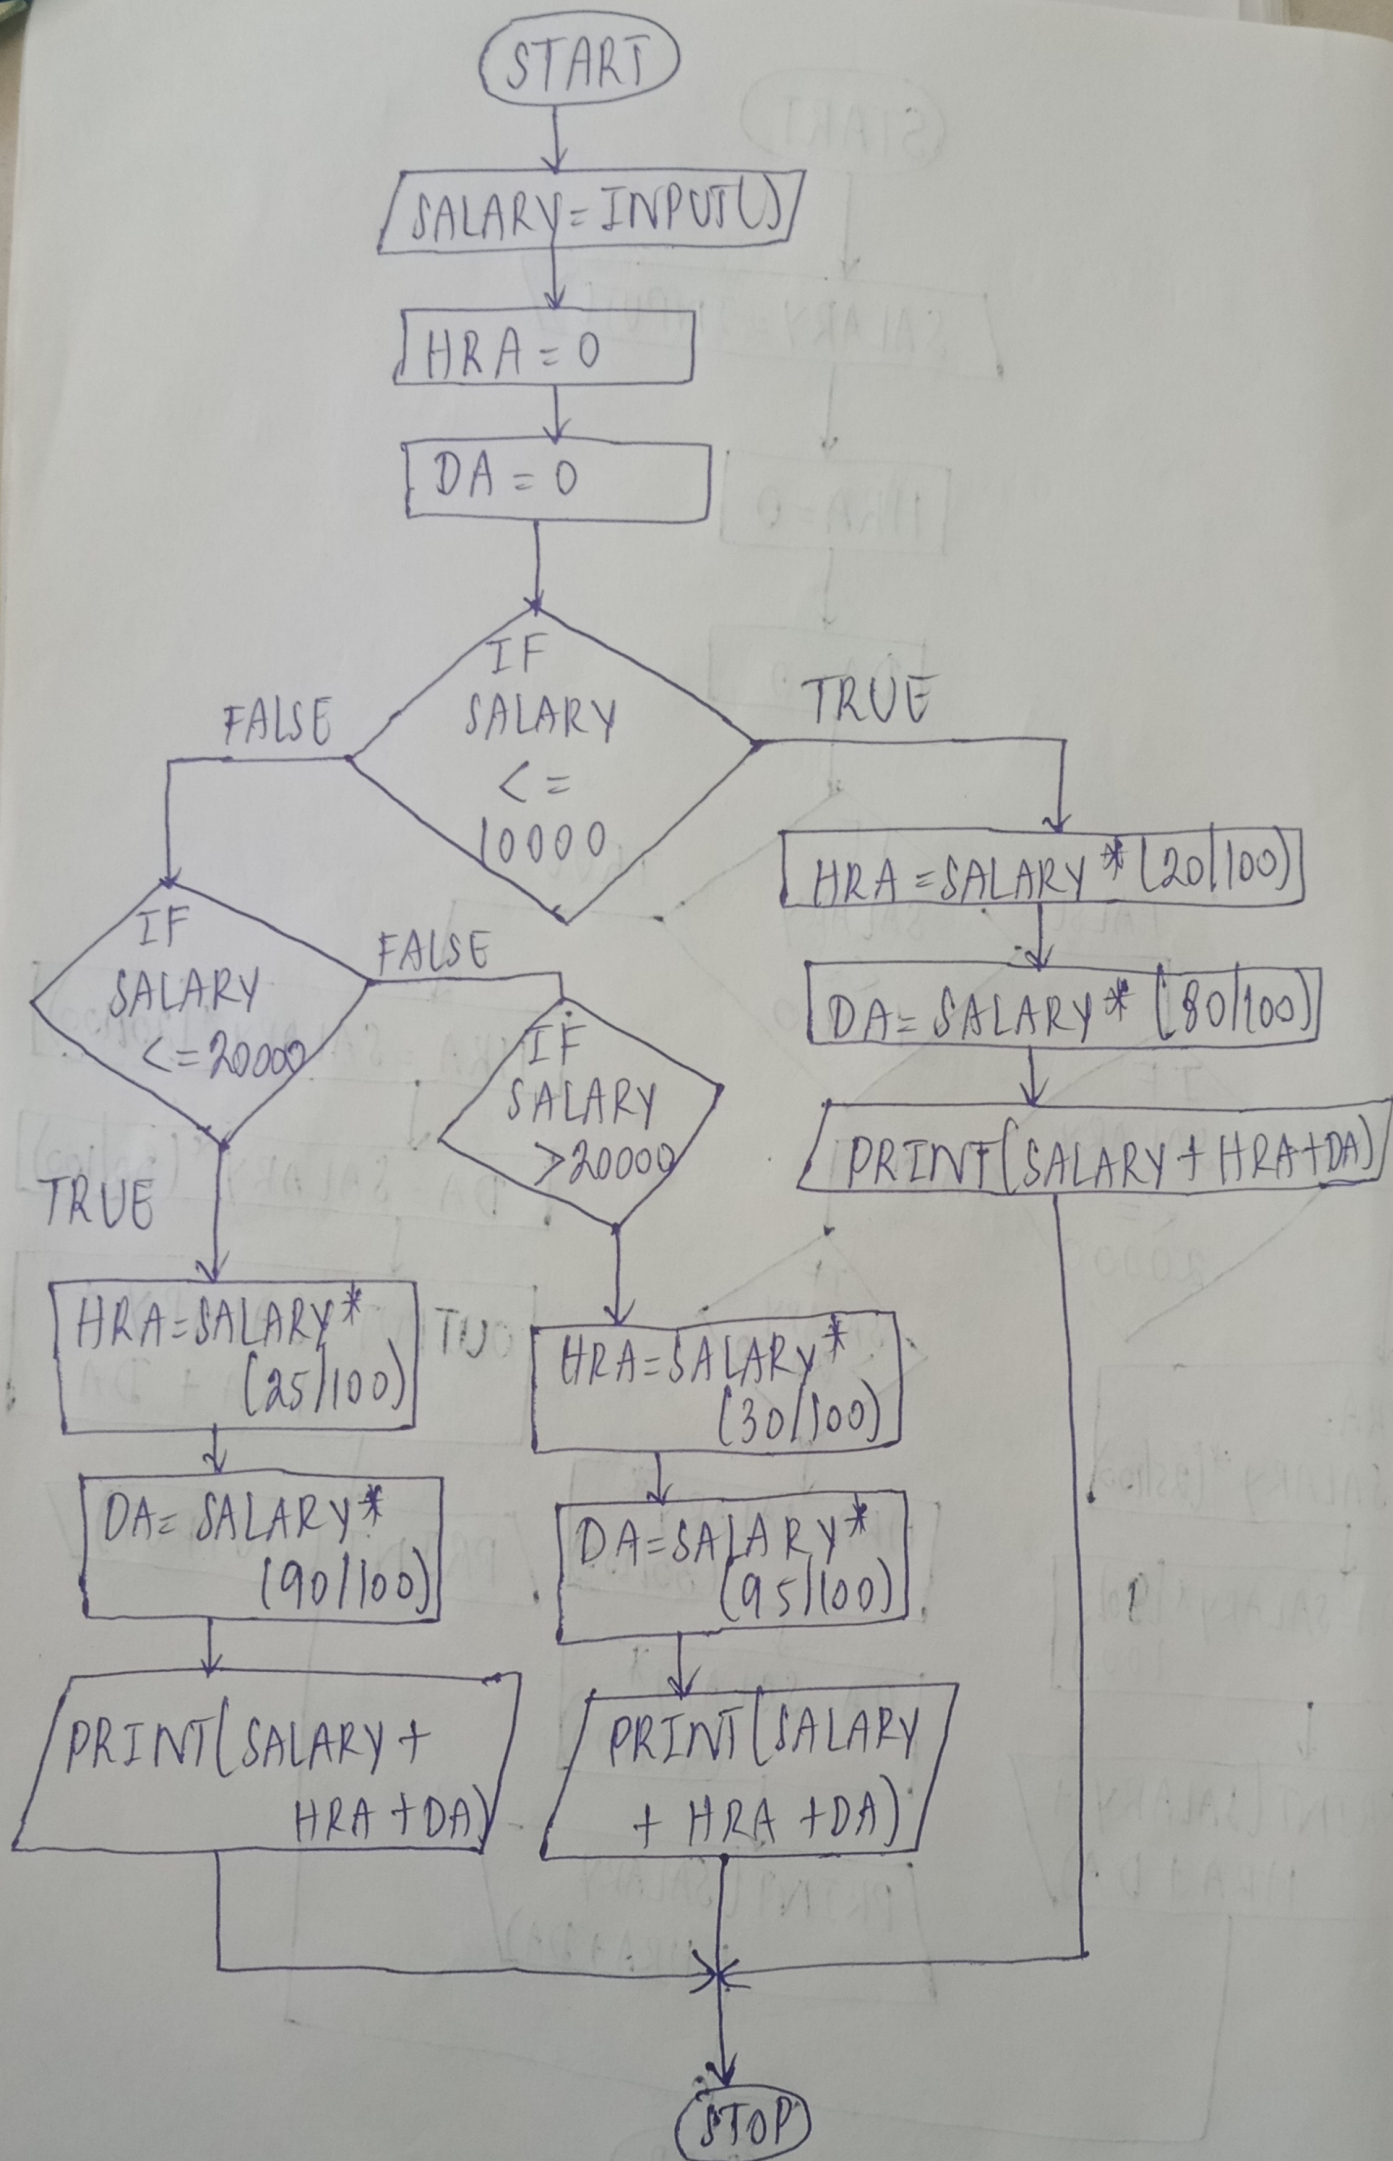 START
SALARY=INPUT()
HRA=0
DA=0
IF
SALARY
<=
10000
FALSE
TRUE
HRA=SALARY*(20/100)
DA=SALARY*(80/100)
PRINT(SALARY+HRA+DA)
IF
SALARY
<=20000
FALSE
TRUE
IF
SALARY
>20000
HRA=SALARY*
(25/100)
DA=SALARY*
(90/100)
PRINT(SALARY+
HRA+DA)
HRA=SALARY*
(30/100)
DA=SALARY*
(95/100)
PRINT(SALARY
+ HRA +DA)
STOP